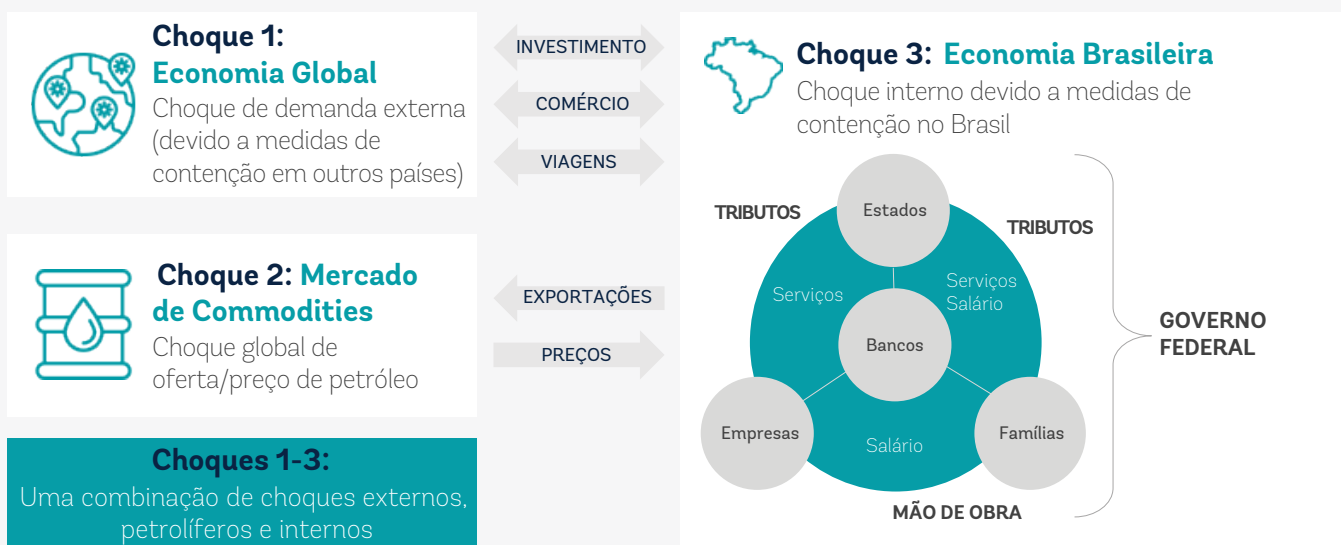 Choque 1:
Economia Global
Choque de demanda externa
(devido a medidas de
contenção em outros países)
INVESTIMENTO
COMÉRCIO
VIAGENS
Choque 2: Mercado
de Commodities
Choque global de
oferta/preço de petróleo
EXPORTAÇÕES
PREÇOS
Choques 1-3:
Uma combinação de choques externos,
petrolíferos e internos
Choque 3: Economia Brasileira
Choque interno devido a medidas de
contenção no Brasil
TRIBUTOS
Estados
TRIBUTOS
Serviços
Serviços
Salário
Bancos
Empresas
Salário
Famílias
MÃO DE OBRA
GOVERNO
FEDERAL